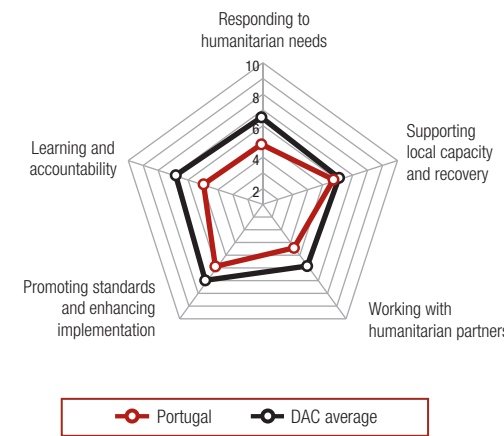 Responding to
humanitarian needs
10
8
6
4
2
Learning and
accountability
Supporting
local capacity
and recovery
Promoting standards
and enhancing
implementation
Working with
humanitarian partners
Portugal
DAC average